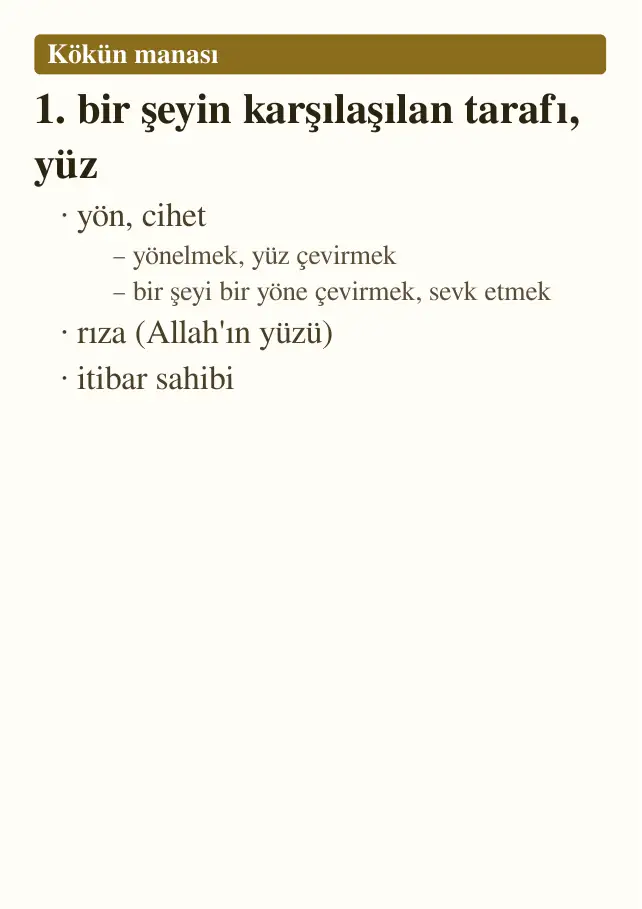 Kökün manası
1. bir şeyin karşılaşılan tarafı,
yüz
· yön, cihet
– yönelmek, yüz çevirmek
– bir şeyi bir yöne çevirmek, sevk etmek
· rıza (Allah'ın yüzü)
· itibar sahibi